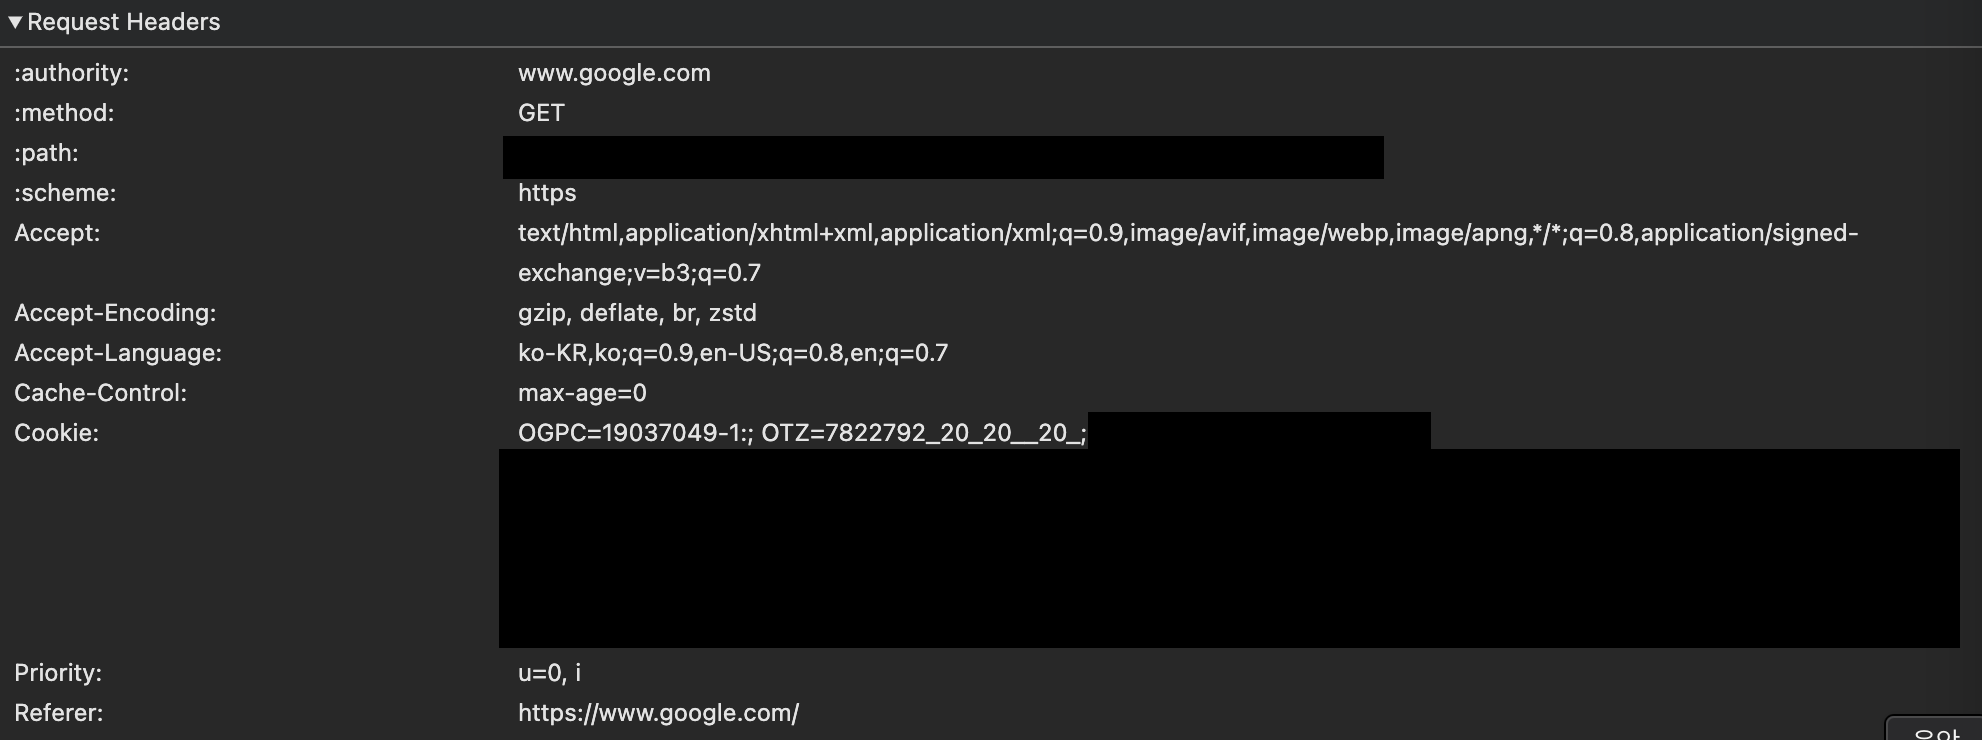 ▼Request Headers
:authority: www.google.com
:method: GET
:path:
:scheme: https
Accept: text/html,application/xhtml+xml,application/xml;q=0.9,image/avif,image/webp,image/apng,*/*;q=0.8,application/signed-
exchange;v=b3;q=0.7
Accept-Encoding: gzip, deflate, br, zstd
Accept-Language: ko-KR,ko;q=0.9,en-US;q=0.8,en;q=0.7
Cache-Control: max-age=0
Cookie: OGPC=19037049-1:; OTZ=7822792_20_20__20_;
Priority: u=0, i
Referer: https://www.google.com/